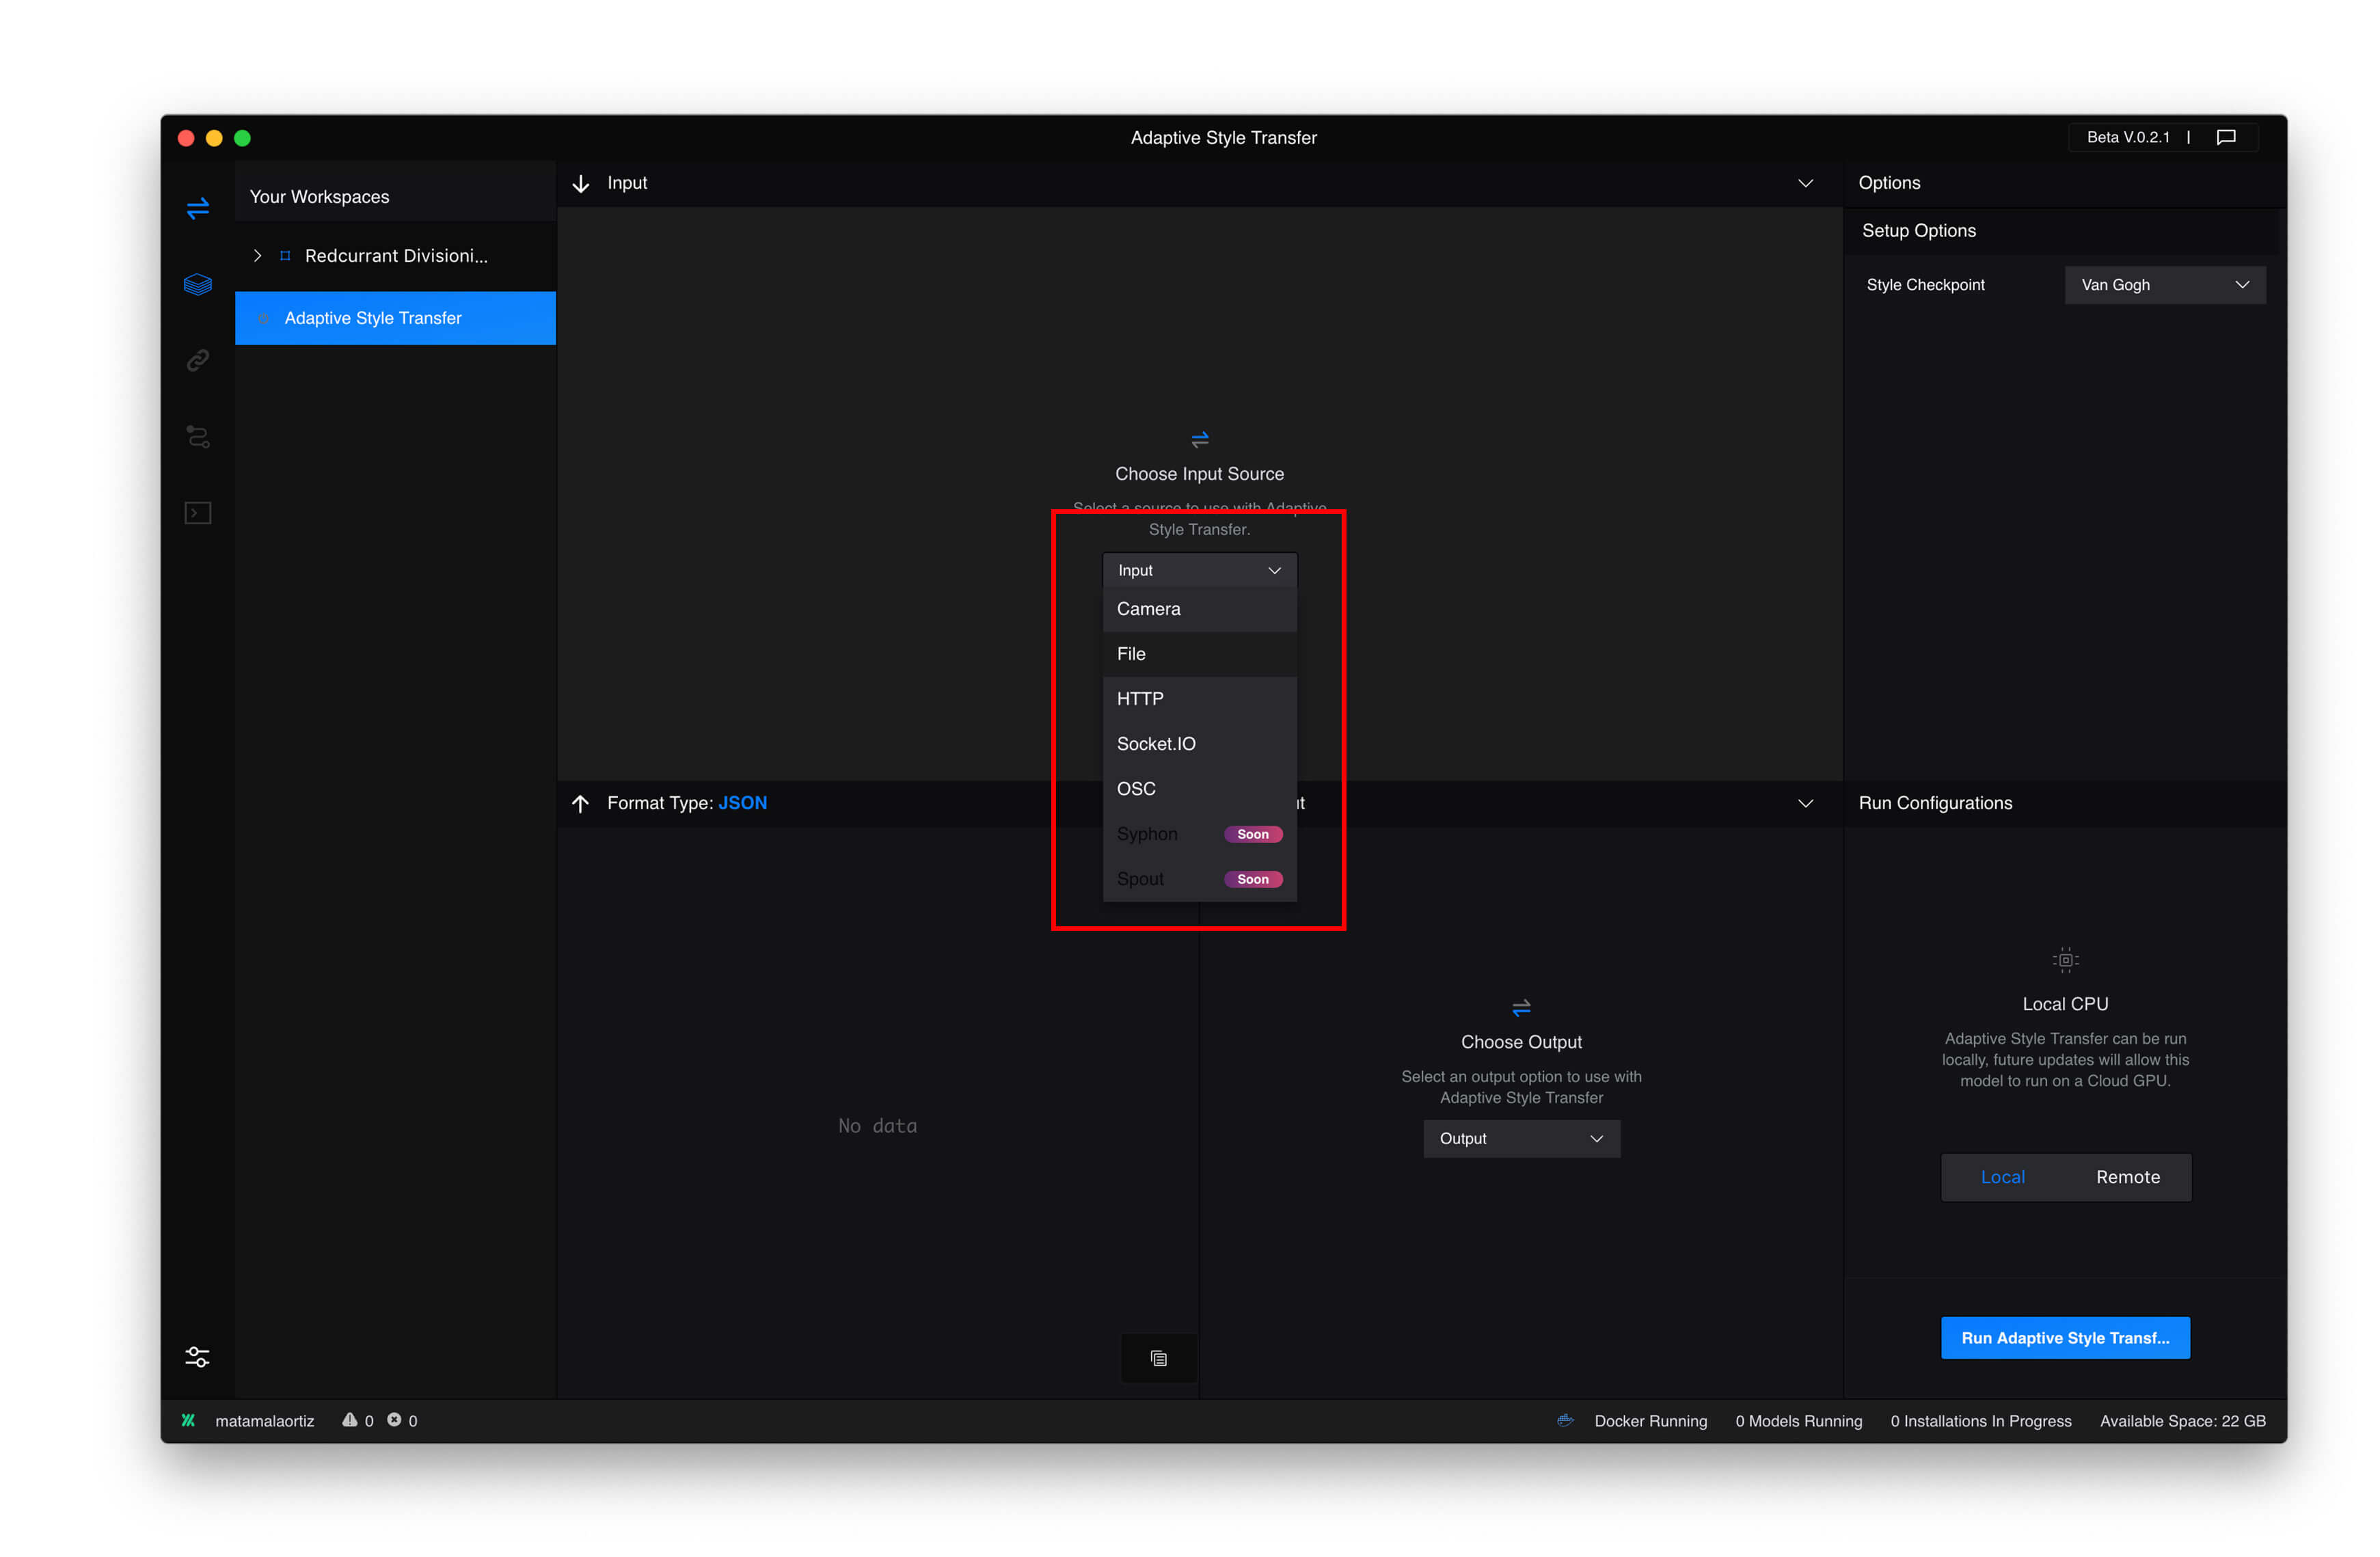 Adaptive Style Transfer
Beta V.0.2.1 |
Your Workspaces
Redcurrant Divisioni...
Adaptive Style Transfer
Input
Choose Input Source
Select a source to use with Adaptive
Style Transfer.
Input
Camera
File
HTTP
Socket.IO
OSC
Syphon Soon
Spout Soon
Options
Setup Options
Style Checkpoint Van Gogh
Format Type: JSON
No data
Choose Output
Select an output option to use with
Adaptive Style Transfer
Output
Run Configurations
Local CPU
Adaptive Style Transfer can be run
locally, future updates will allow this
model to run on a Cloud GPU.
Local Remote
Run Adaptive Style Transf...
matamalaortiz 0 0
Docker Running 0 Models Running 0 Installations In Progress Available Space: 22 GB